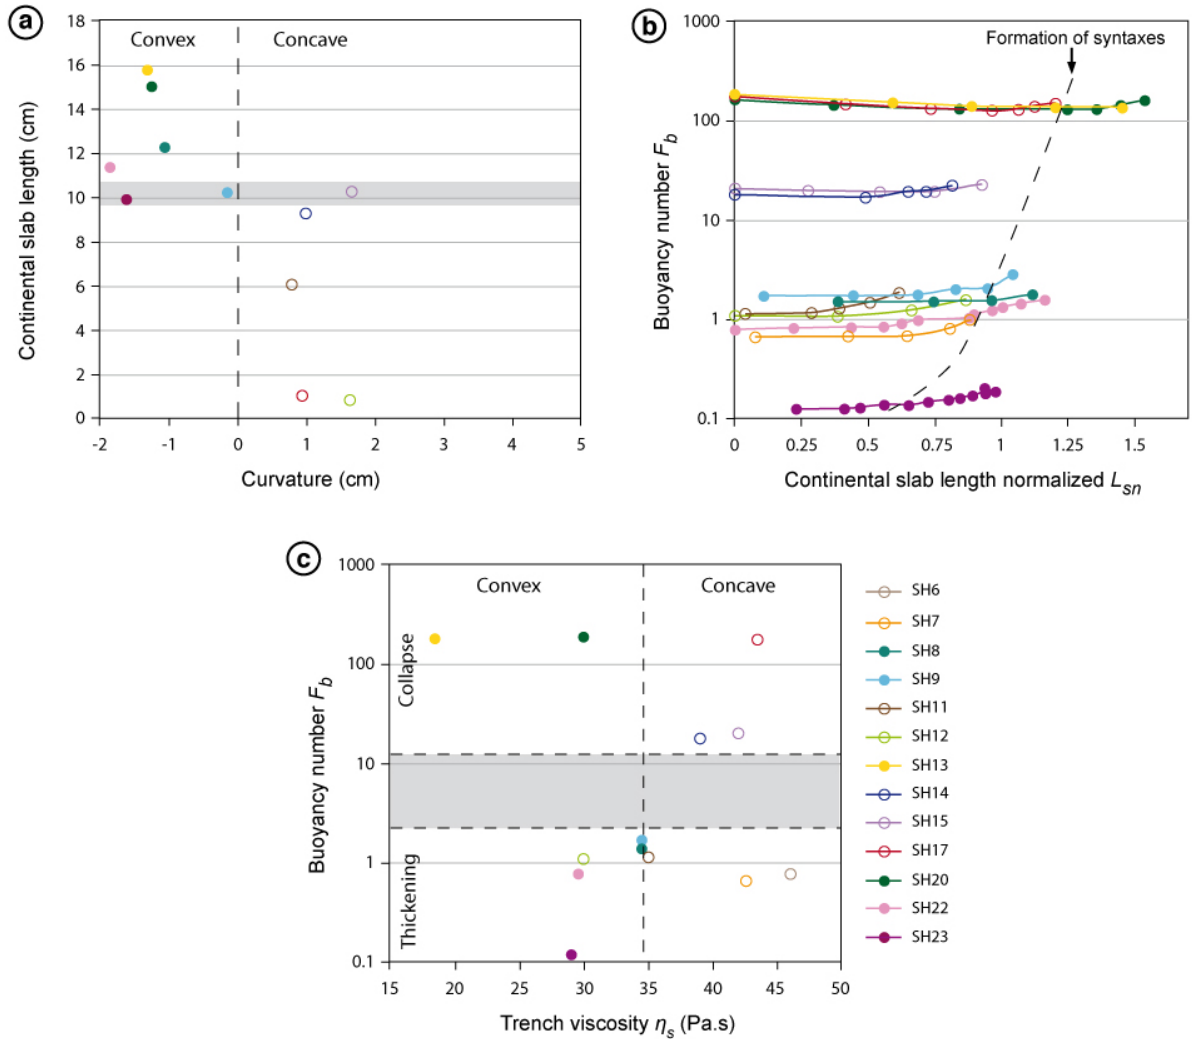 a
Convex
Concave
18
16
14
12
10
8
6
4
2
0
-2 -1 0 1 2 3 4 5
Continental slab length (cm)
Curvature (cm)
b
Formation of syntaxes
1000
100
10
1
0.1
0 0.25 0.5 0.75 1 1.25 1.5
Buoyancy number Fb
Continental slab length normalized Lsn
c
Convex
Concave
Collapse
Thickening
1000
100
10
1
0.1
15 20 25 30 35 40 45 50
Buoyancy number Fb
Trench viscosity ηs (Pa.s)
SH6
SH7
SH8
SH9
SH11
SH12
SH13
SH14
SH15
SH17
SH20
SH22
SH23